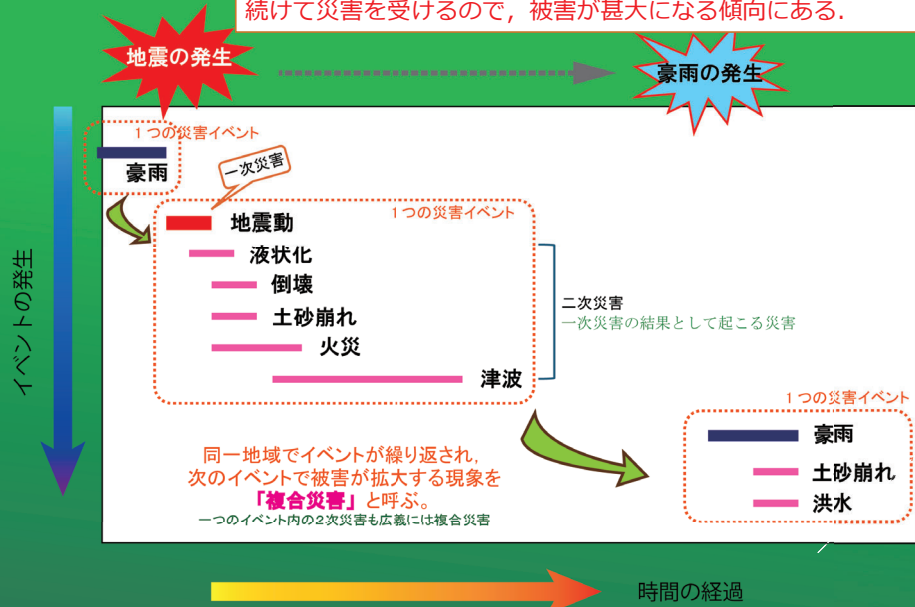 続けて災害を受けるので，被害が甚大になる傾向にある．
地震の発生
豪雨の発生
１つの災害イベント
豪雨
一次災害
１つの災害イベント
地震動
液状化
倒壊
土砂崩れ
火災
津波
二次災害
一次災害の結果として起こる災害
イベントの発生
１つの災害イベント
豪雨
土砂崩れ
洪水
同一地域でイベントが繰り返され,
次のイベントで被害が拡大する現象を
「複合災害」と呼ぶ。
一つのイベント内の２次災害も広義には複合災害
時間の経過